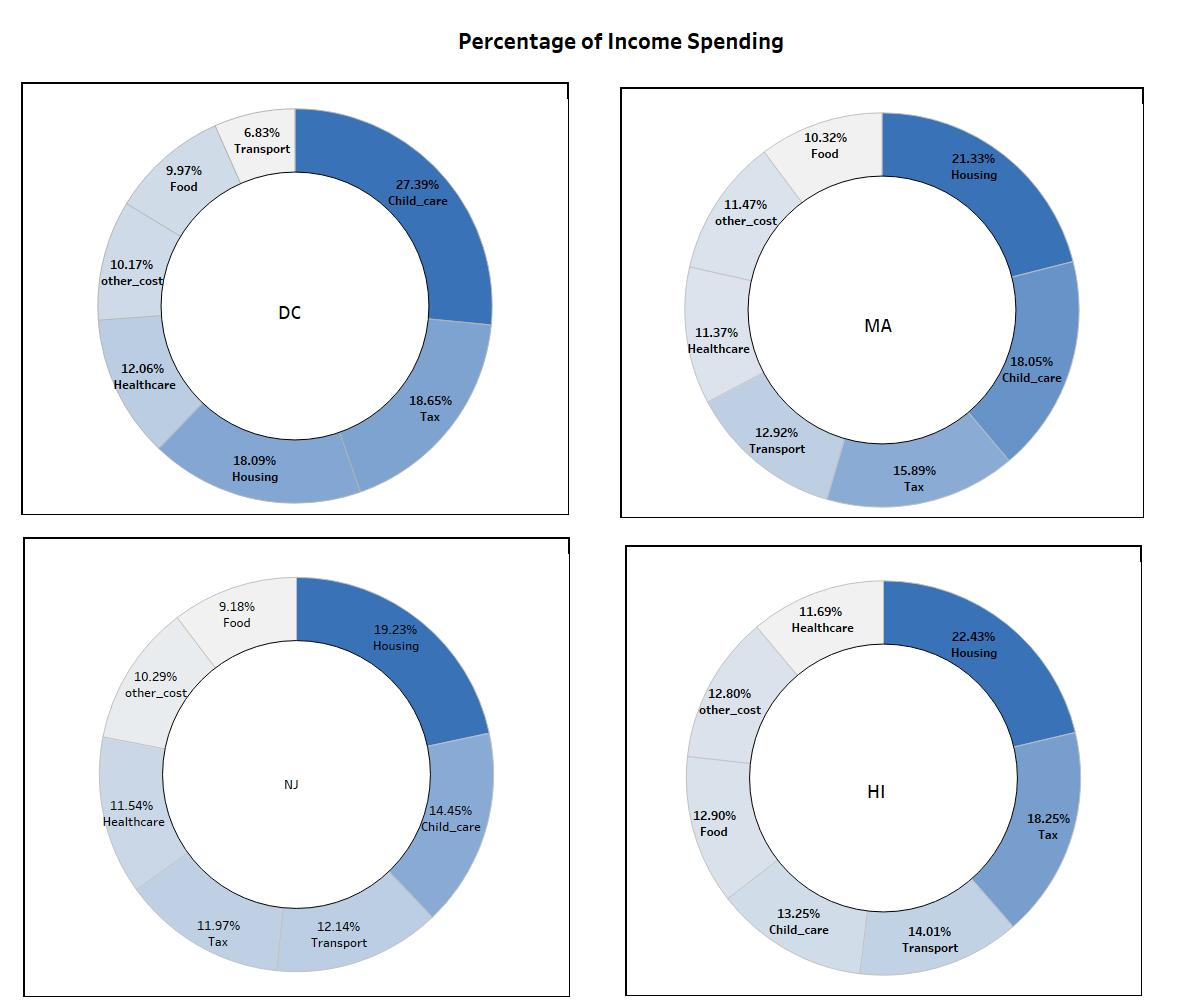 Percentage of Income Spending
6.83%
Transport
27.39%
Child_care
18.65%
Tax
18.09%
Housing
12.06%
Healthcare
10.17%
other_cost
9.97%
Food
DC
10.32%
Food
21.33%
Housing
18.05%
Child_care
15.89%
Tax
12.92%
Transport
11.37%
Healthcare
11.47%
other_cost
MA
9.18%
Food
19.23%
Housing
14.45%
Child_care
12.14%
Transport
11.97%
Tax
11.54%
Healthcare
10.29%
other_cost
NJ
11.69%
Healthcare
22.43%
Housing
18.25%
Tax
14.01%
Transport
13.25%
Child_care
12.90%
Food
12.80%
other_cost
HI